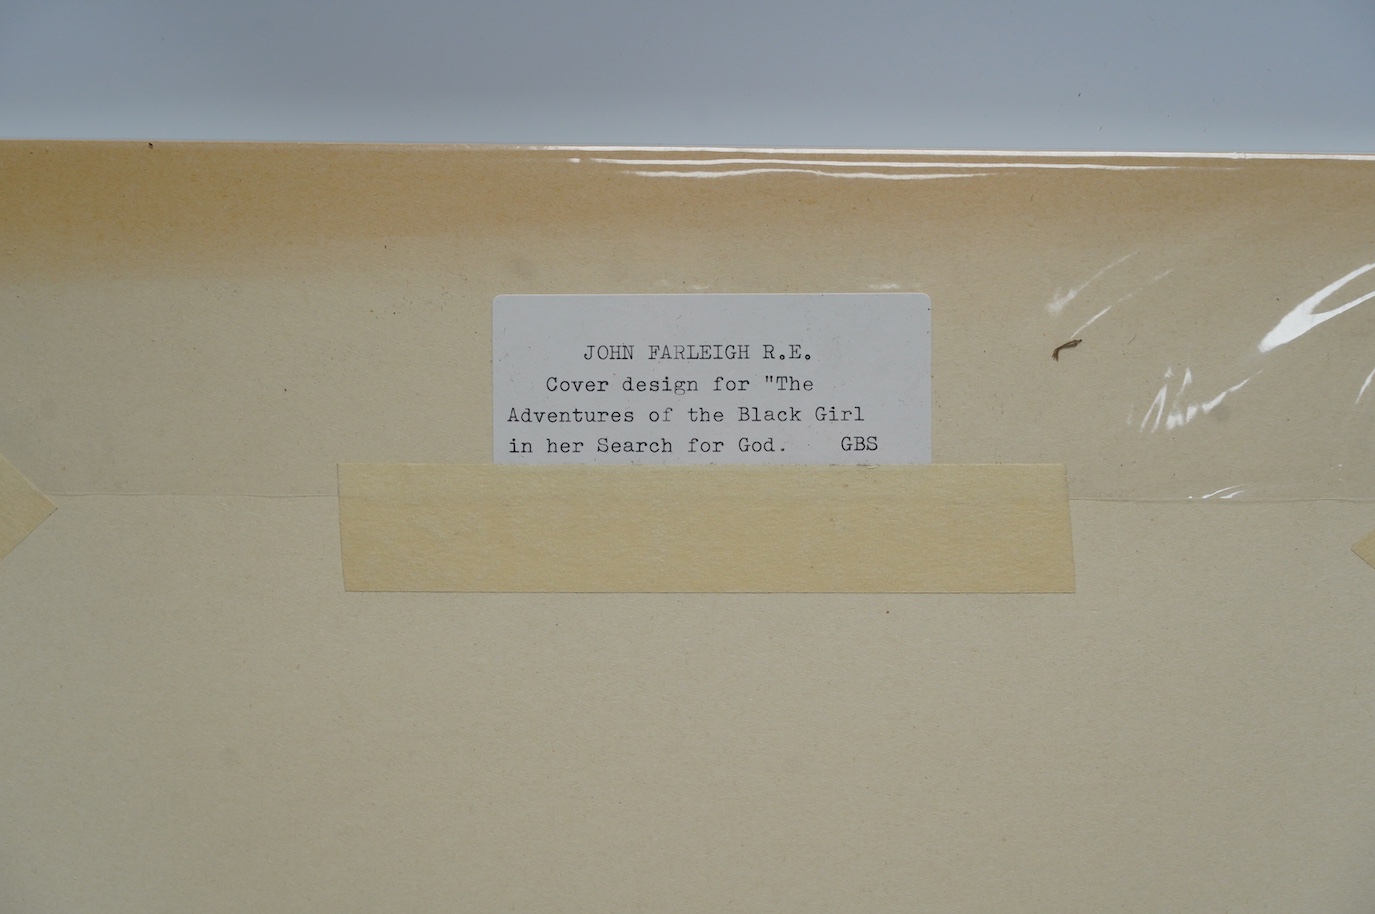 JOHN FARLEIGH R.E.
Cover design for "The
Adventures of the Black Girl
in her Search for God. GBS